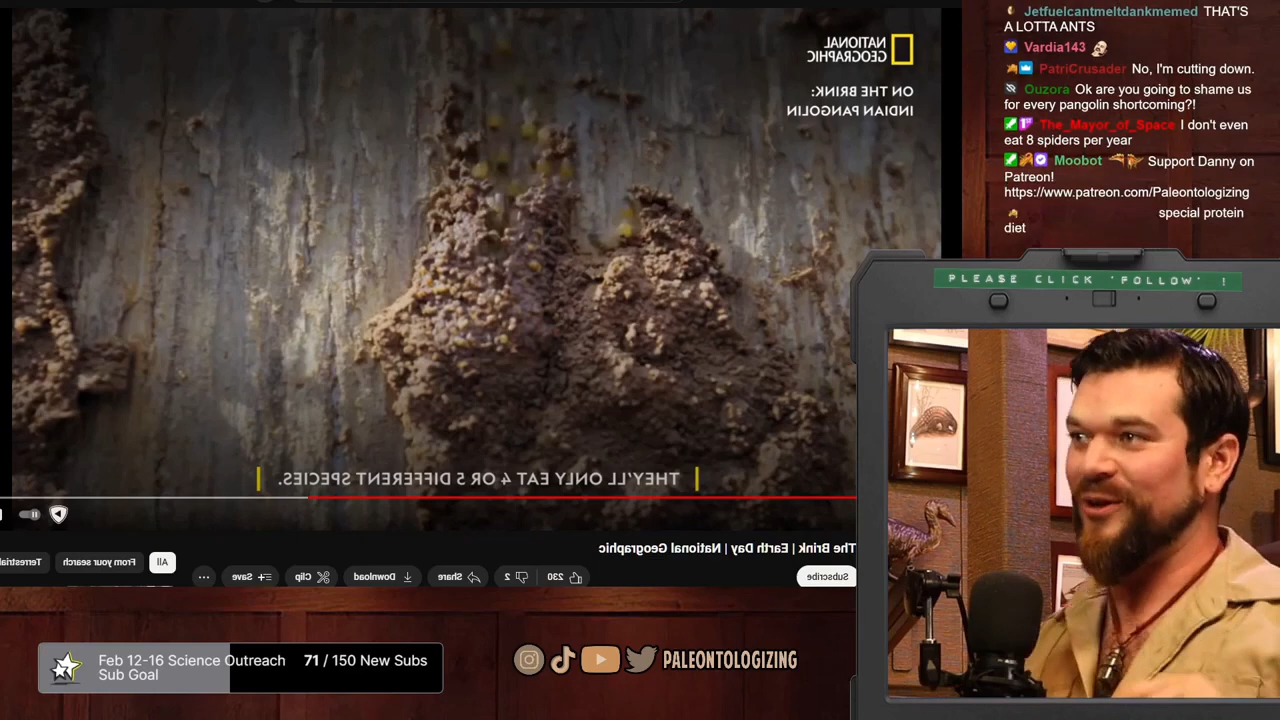 NATIONAL
GEOGRAPHIC
ON THE BRINK:
INDIAN PANGOLIN
THEY'LL ONLY EAT 4 OR 5 DIFFERENT SPECIES.
The Brink | Earth Day | National Geographic
Subscribe
230
2
Share
Download
Clip
Save
...
All
From your search
Terrestri
Jetfuelcantmeltdankmemed THAT'S
A LOTTA ANTS
Vardia143
PatriCrusader No, I'm cutting down.
Ouzora Ok are you going to shame us
for every pangolin shortcoming?!
The_Mayor_of_Space I don't even
eat 8 spiders per year
Moobot Support Danny on
Patreon!
https://www.patreon.com/Paleontologizing
special protein
diet
PLEASE CLICK 'FOLLOW' !
Feb 12-16 Science Outreach 71 / 150 New Subs
Sub Goal
PALEONTOLOGIZING